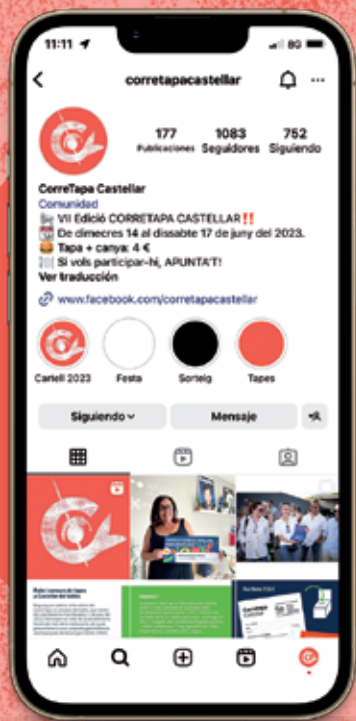 11:11
8G
corretapacastellar
177 1083 752
Publicaciones Seguidores Siguiendo
CorreTapa Castellar
Comunidad
VII Edició CORRETAPA CASTELLAR‼️
De dimecres 14 al dissabte 17 de juny del 2023.
Tapa + canya: 4 €
Si vols participar-hi, APUNTA'T!
Ver traducción
www.facebook.com/corretapacastellar
Cartell 2023 Festa Sorteig Tapes
Siguiendo Mensaje